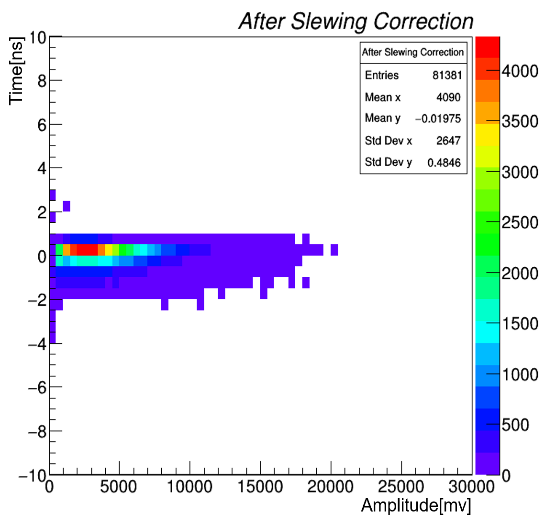 After Slewing Correction
Time[ns]
After Slewing Correction
Entries 81381
Mean x 4090
Mean y −0.01975
Std Dev x 2647
Std Dev y 0.4846
10
8
6
4
2
0
−2
−4
−6
−8
−10
0 5000 10000 15000 20000 25000 30000
Amplitude[mv]
4000
3500
3000
2500
2000
1500
1000
500
0